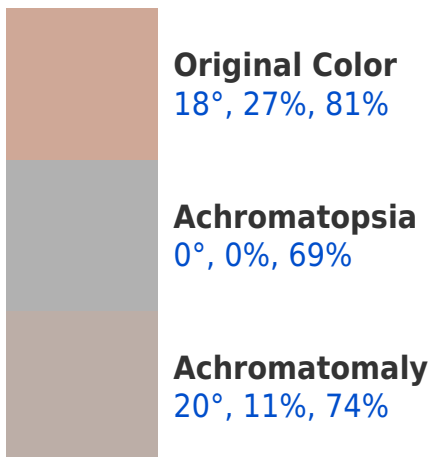 Original Color
18°, 27%, 81%
Achromatopsia
0°, 0%, 69%
Achromatomaly
20°, 11%, 74%